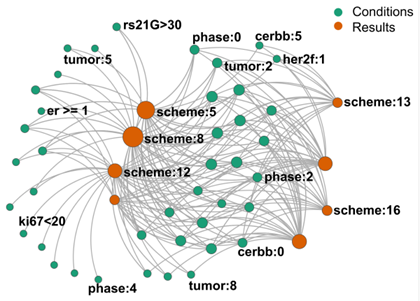 Conditions
Results
rs21G>30
phase:0
cerbb:5
tumor:5
tumor:2
her2f:1
er >= 1
scheme:5
scheme:13
scheme:8
scheme:12
phase:2
ki67<20
scheme:16
cerbb:0
phase:4
tumor:8